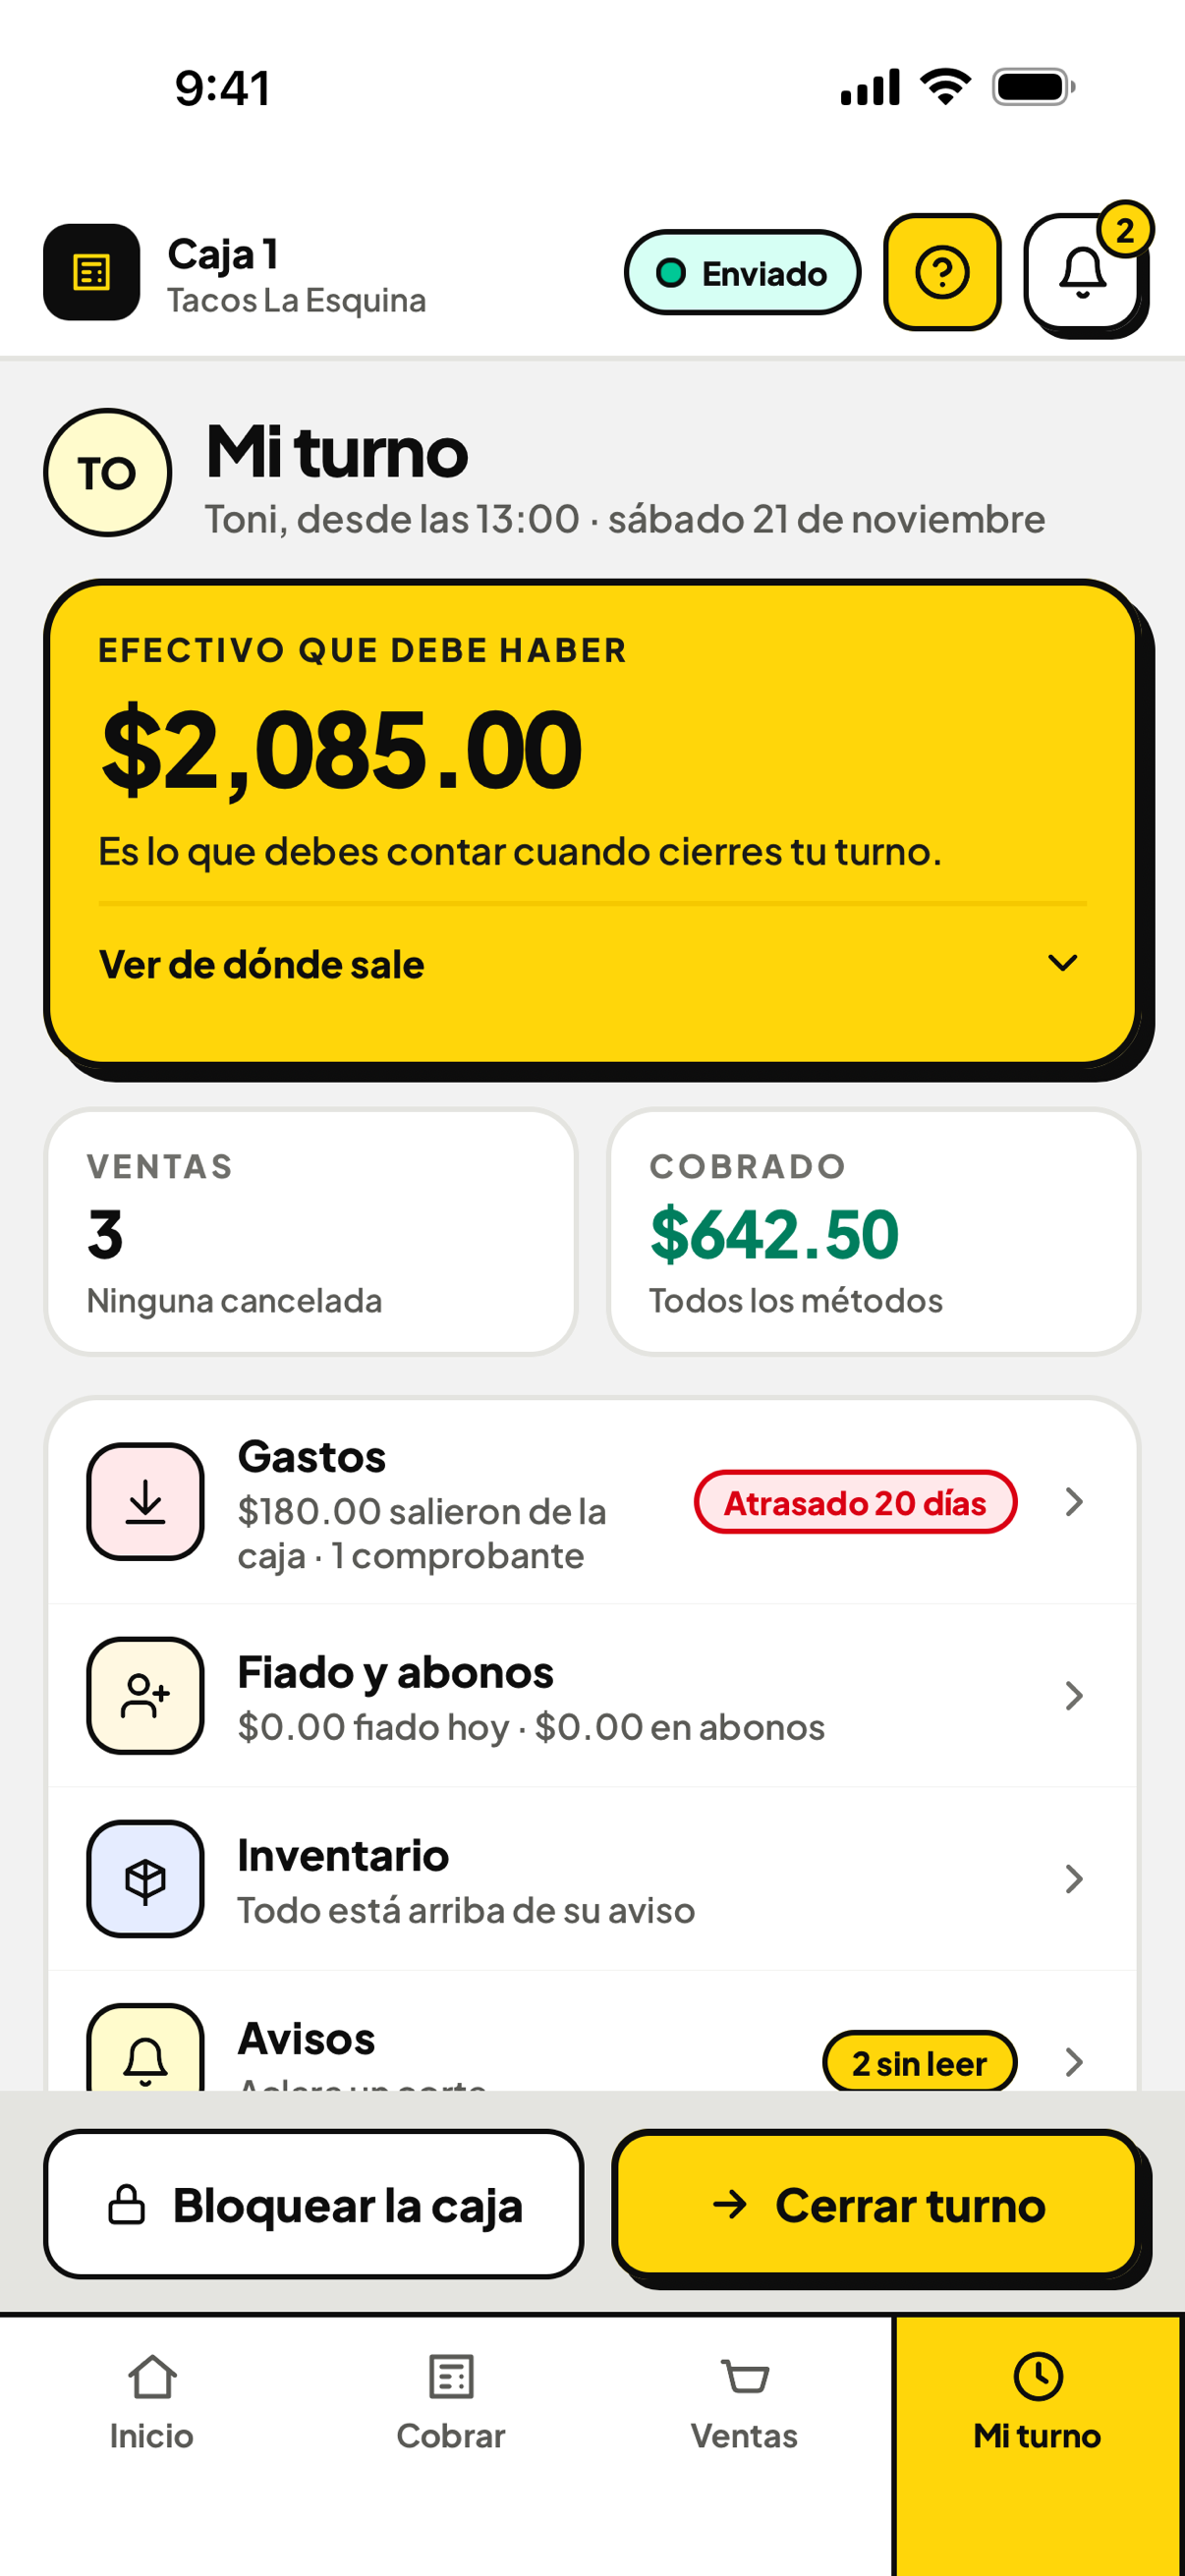 9:41
Caja 1
Tacos La Esquina
Enviado
2
TO
Mi turno
Toni, desde las 13:00 · sábado 21 de noviembre
EFECTIVO QUE DEBE HABER
$2,085.00
Es lo que debes contar cuando cierres tu turno.
Ver de dónde sale
VENTAS
3
Ninguna cancelada
COBRADO
$642.50
Todos los métodos
Gastos
$180.00 salieron de la
caja · 1 comprobante
Atrasado 20 días
Fiado y abonos
$0.00 fiado hoy · $0.00 en abonos
Inventario
Todo está arriba de su aviso
Avisos
2 sin leer
Bloquear la caja
Cerrar turno
Inicio
Cobrar
Ventas
Mi turno